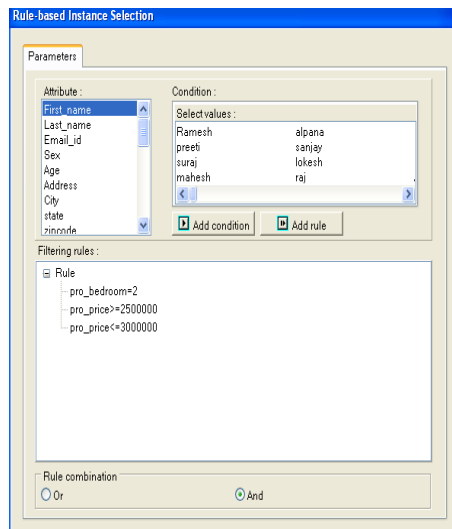 Rule-based Instance Selection
Parameters
Attribute :
First_name
Last_name
Email_id
Sex
Age
Address
City
state
zipcode
Condition :
Select values :
Ramesh alpana
preeti sanjay
suraj lokesh
mahesh raj
Add condition
Add rule
Filtering rules :
Rule
pro_bedroom=2
pro_price>=2500000
pro_price<=3000000
Rule combination
Or
And